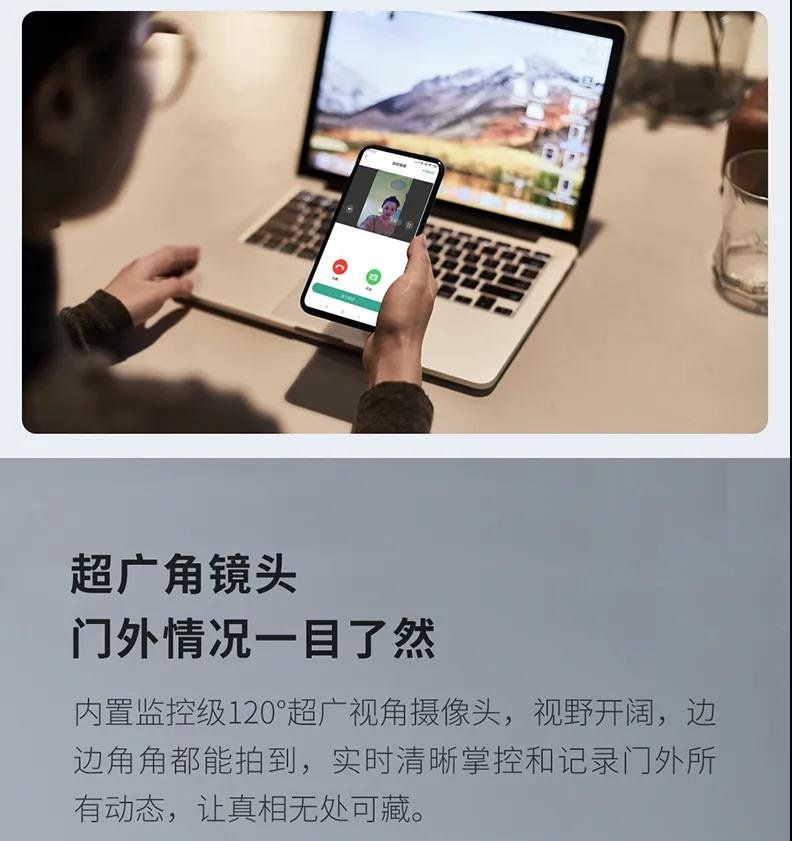 超广角镜头
门外情况一目了然
内置监控级120°超广视角摄像头，视野开阔，边
边角角都能拍到，实时清晰掌控和记录门外所
有动态，让真相无处可藏。